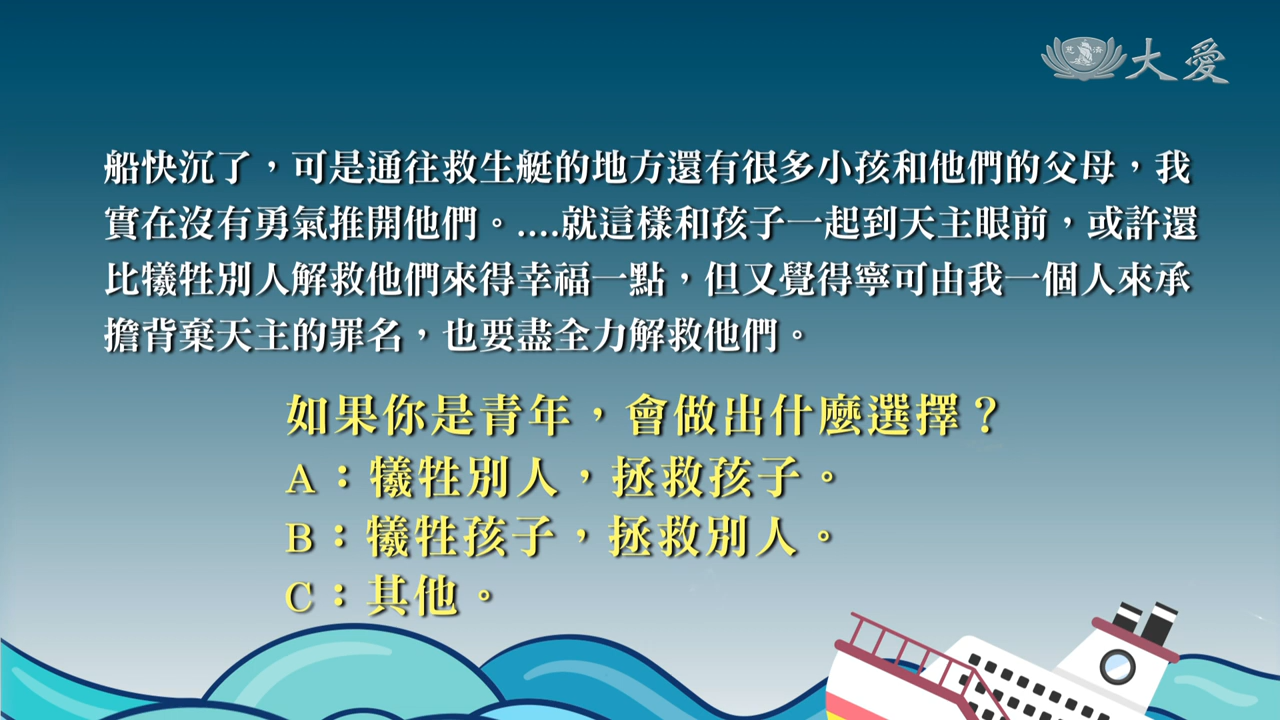 慈濟
大愛
船快沉了，可是通往救生艇的地方還有很多小孩和他們的父母，我
實在沒有勇氣推開他們。....就這樣和孩子一起到天主眼前，或許還
比犧牲別人解救他們來得幸福一點，但又覺得寧可由我一個人來承
擔背棄天主的罪名，也要盡全力解救他們。
如果你是青年，會做出什麼選擇？
A：犧牲別人，拯救孩子。
B：犧牲孩子，拯救別人。
C：其他。